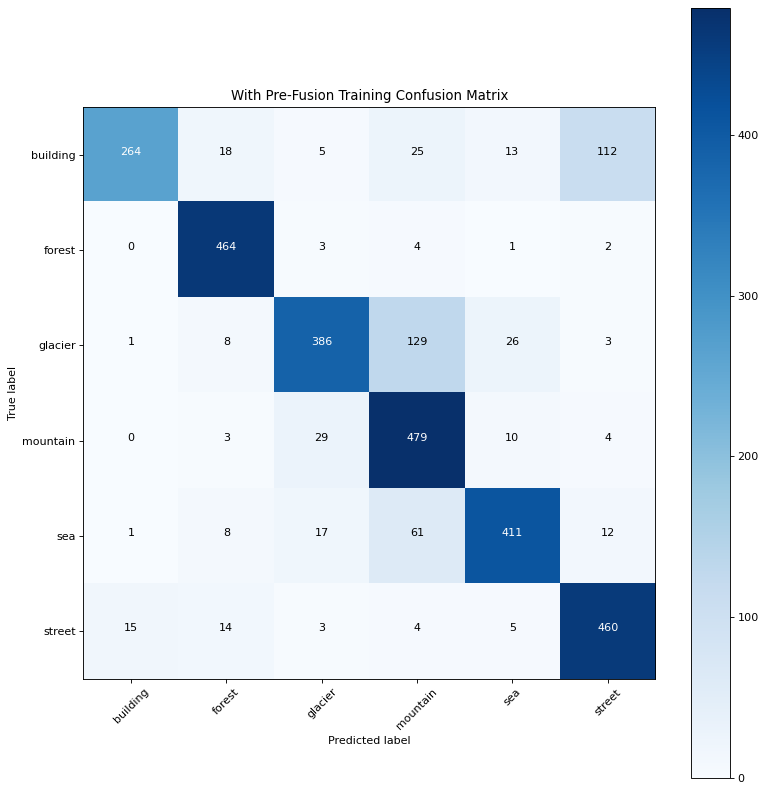 With Pre-Fusion Training Confusion Matrix
building 264 18 5 25 13 112
forest 0 464 3 4 1 2
glacier 1 8 386 129 26 3
mountain 0 3 29 479 10 4
sea 1 8 17 61 411 12
street 15 14 3 4 5 460
True label
building forest glacier mountain sea street
Predicted label
400
300
200
100
0